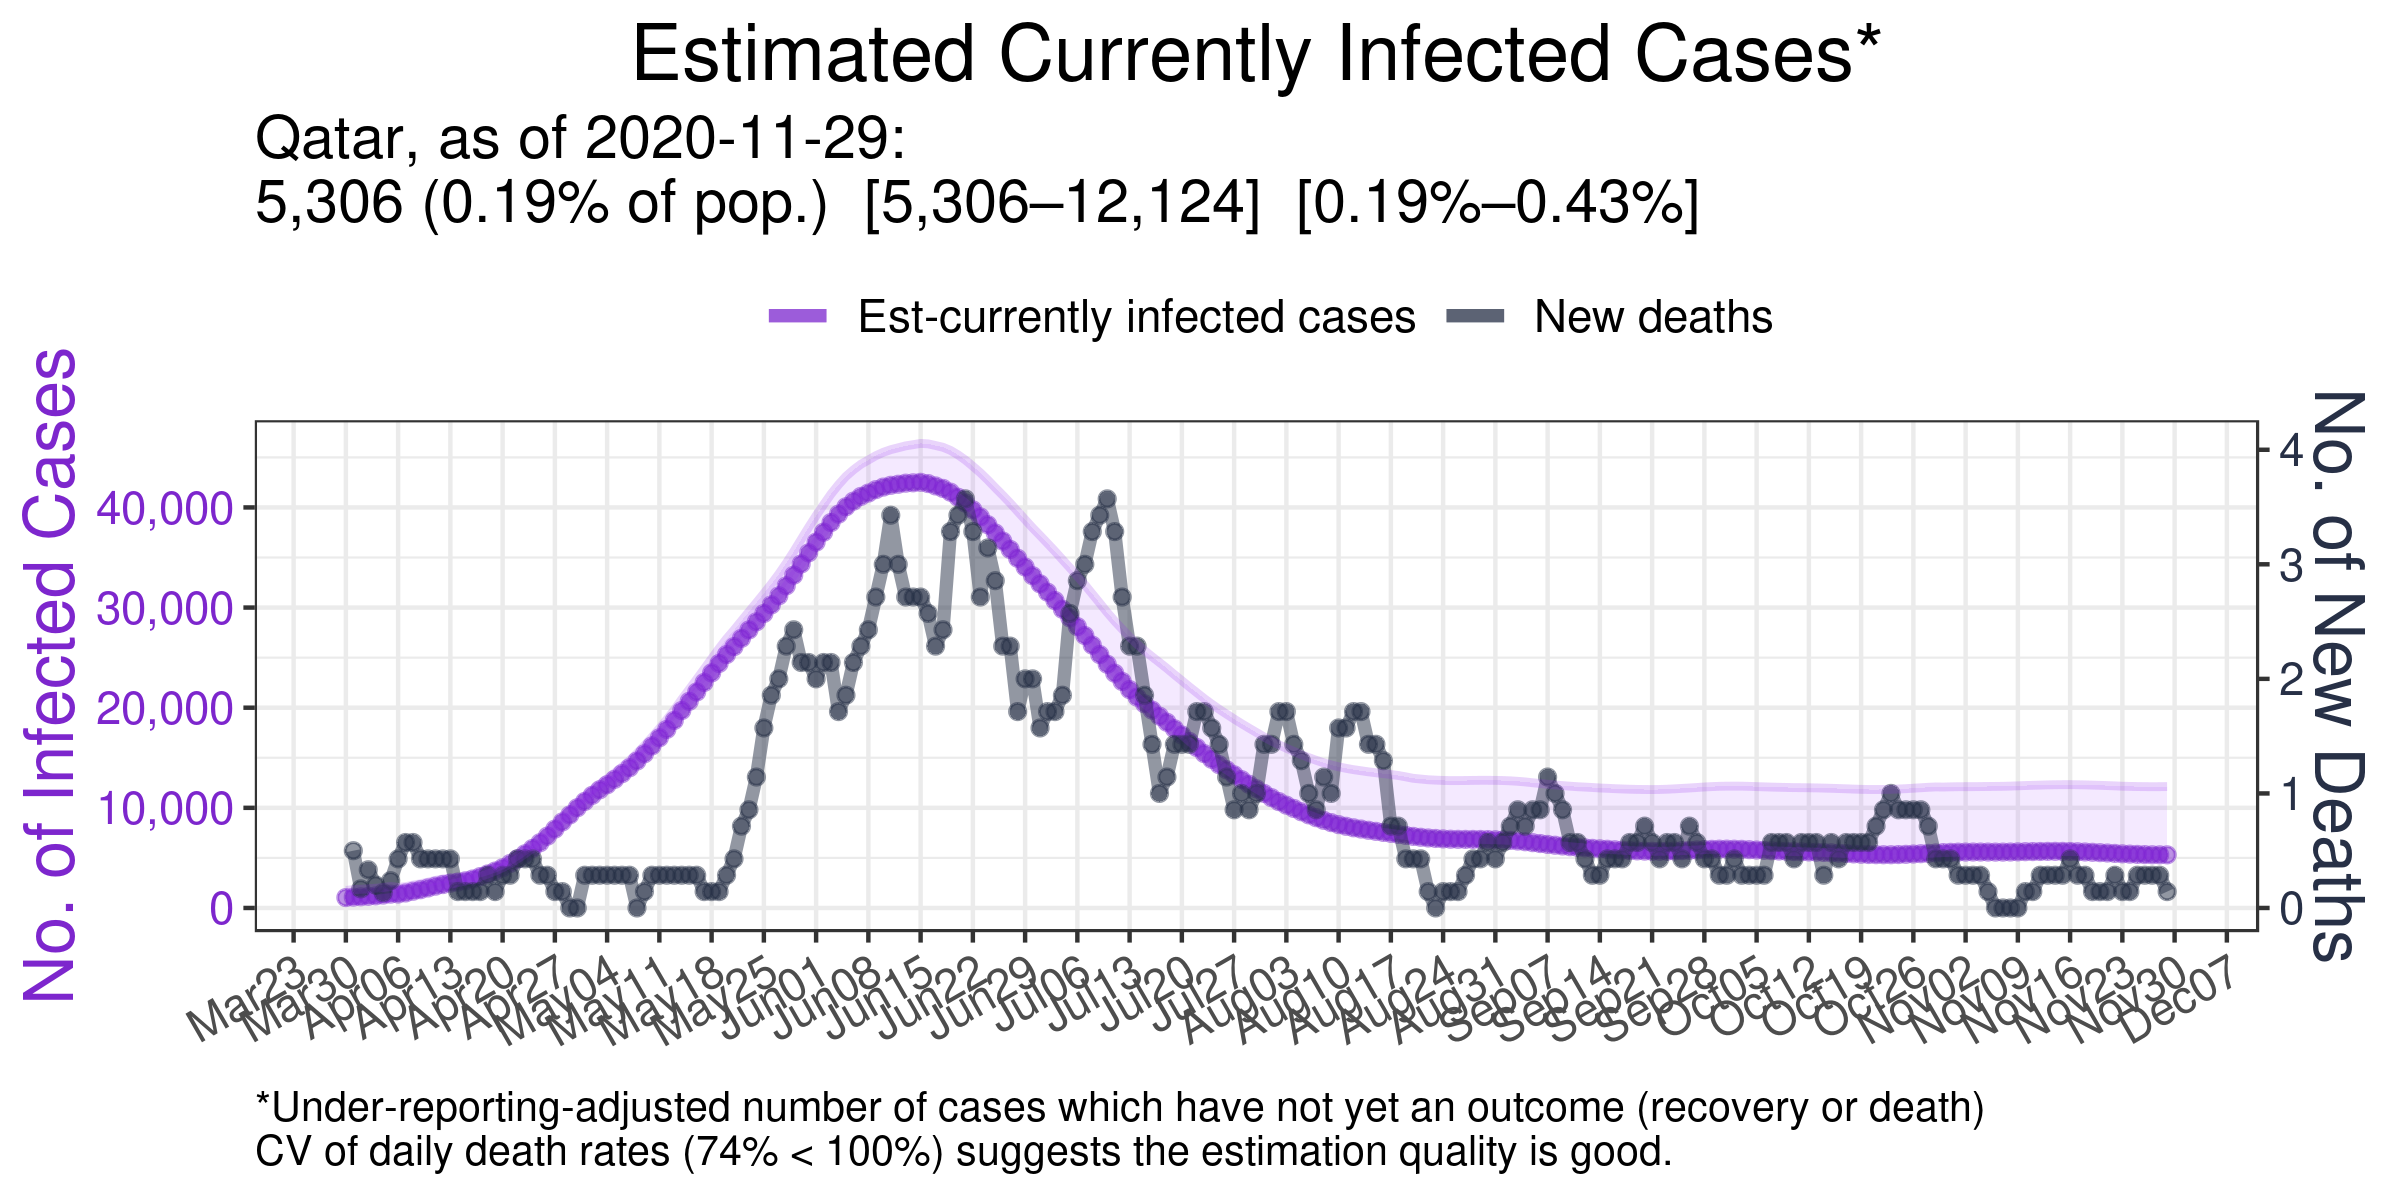 Estimated Currently Infected Cases*
Qatar, as of 2020-11-29:
5,306 (0.19% of pop.) [5,306–12,124] [0.19%–0.43%]
Est-currently infected cases
New deaths
No. of Infected Cases
40,000
30,000
20,000
10,000
0
No. of New Deaths
4
3
2
1
0
Mar23
Mar30
Apr06
Apr13
Apr20
Apr27
May04
May11
May18
May25
Jun01
Jun08
Jun15
Jun22
Jun29
Jul06
Jul13
Jul20
Jul27
Aug03
Aug10
Aug17
Aug24
Aug31
Sep07
Sep14
Sep21
Sep28
Oct05
Oct12
Oct19
Oct26
Nov02
Nov09
Nov16
Nov23
Nov30
Dec07
*Under-reporting-adjusted number of cases which have not yet an outcome (recovery or death)
CV of daily death rates (74% < 100%) suggests the estimation quality is good.